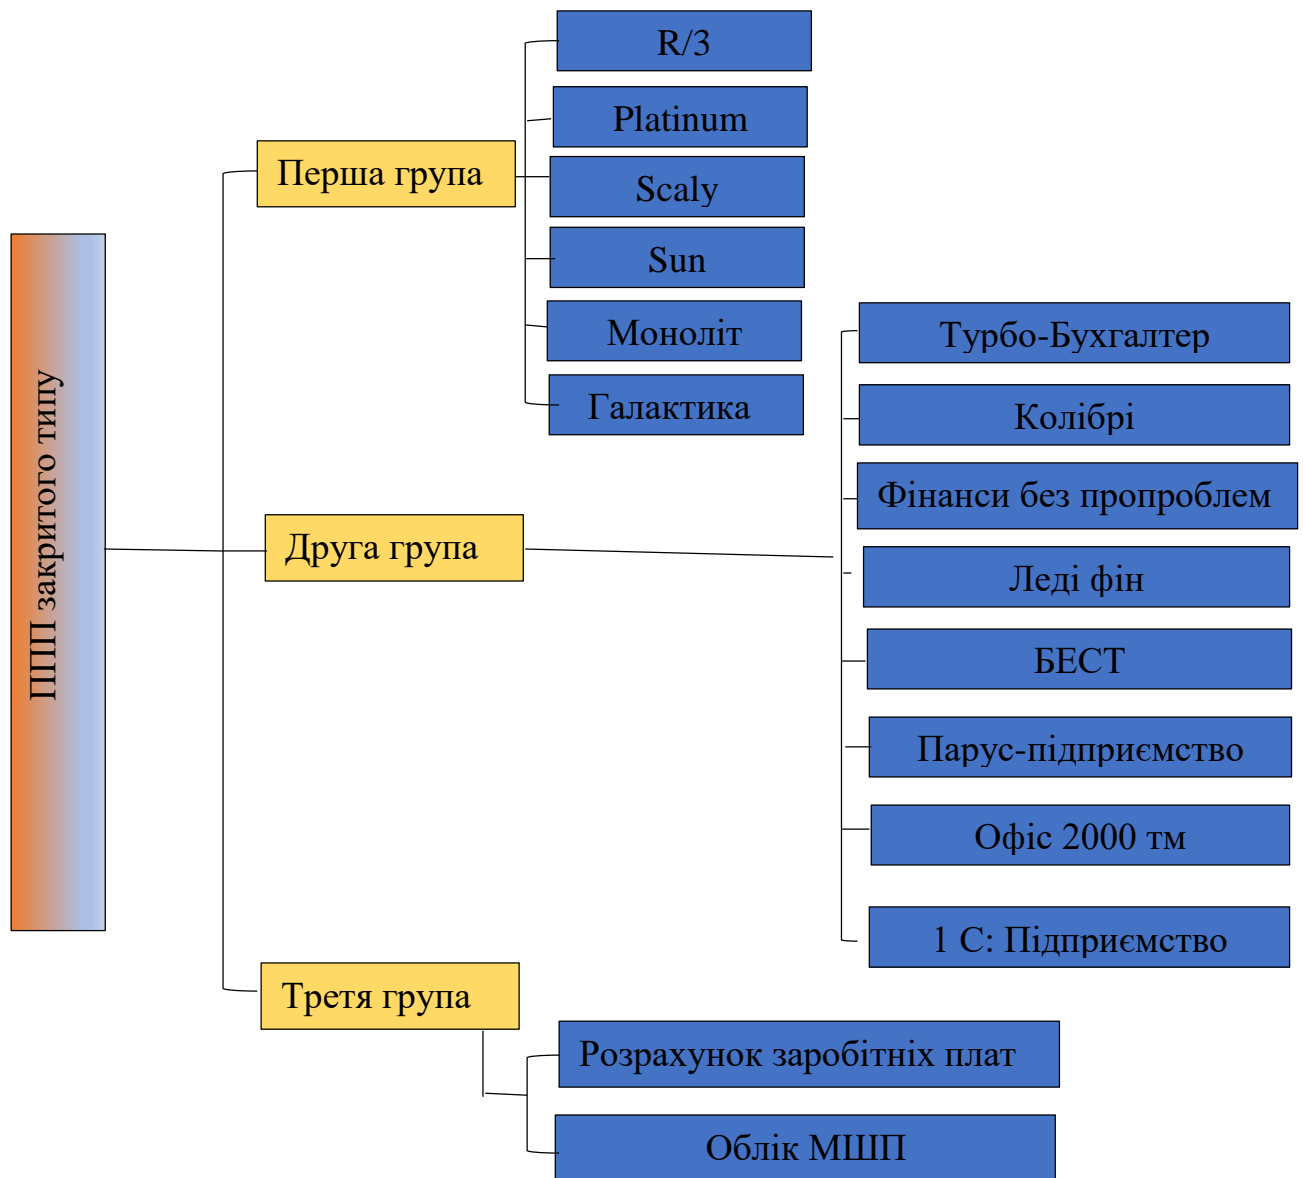 ППП закритого типу
Перша група
R/3
Platinum
Scaly
Sun
Моноліт
Галактика
Друга група
Турбо-Бухгалтер
Колібрі
Фінанси без пропроблем
Леді фін
БЕСТ
Парус-підприємство
Офіс 2000 тм
1 С: Підприємство
Третя група
Розрахунок заробітніх плат
Облік МШП